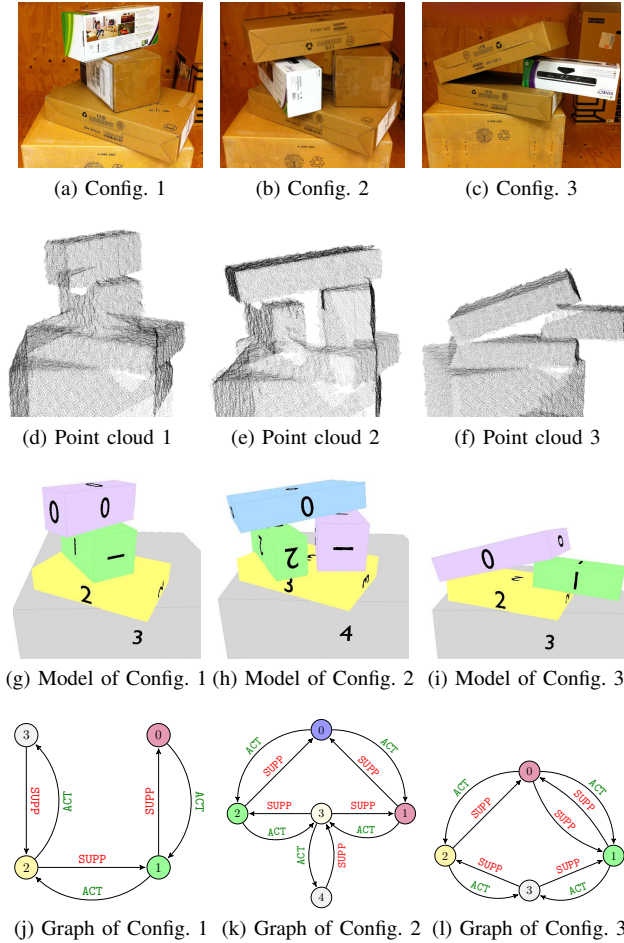 (a) Config. 1
(b) Config. 2
(c) Config. 3
(d) Point cloud 1
(e) Point cloud 2
(f) Point cloud 3
0 0
1 1
2
3
0
2 2 1
3
4
0
2 1
3
(g) Model of Config. 1
(h) Model of Config. 2
(i) Model of Config. 3
3 0
SUPP ACT SUPP ACT
2 SUPP 1
ACT
0
ACT SUPP SUPP ACT
2 SUPP 3 SUPP 1
ACT ACT
SUPP
4
0
ACT SUPP SUPP SUPP ACT
2 SUPP SUPP 1
ACT 3 ACT
(j) Graph of Config. 1
(k) Graph of Config. 2
(l) Graph of Config. 3